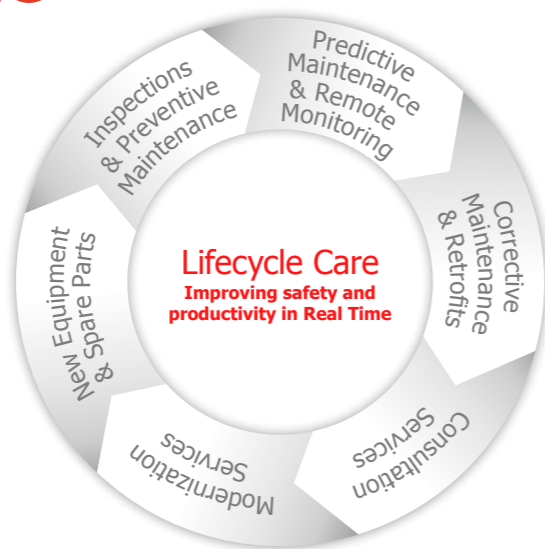 Inspections
& Preventive
Maintenance
Predictive
Maintenance
& Remote
Monitoring
Corrective
Maintenance
& Retrofits
Consultation
Services
Modernization
Services
New Equipment
& Spare Parts
Lifecycle Care
Improving safety and
productivity in Real Time